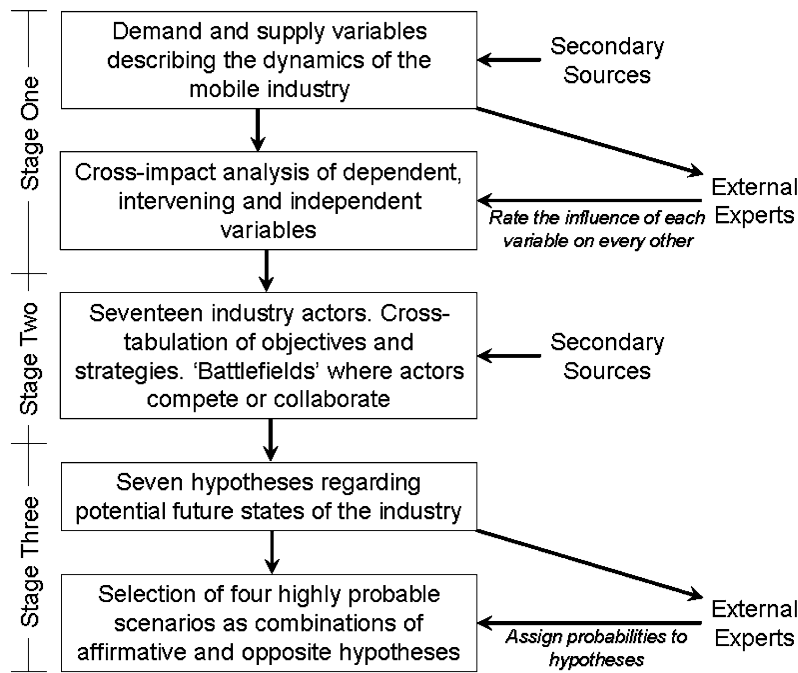 Stage One
Demand and supply variables
describing the dynamics of the
mobile industry
Secondary
Sources
Cross-impact analysis of dependent,
intervening and independent
variables
External
Experts
Rate the influence of each
variable on every other
Stage Two
Seventeen industry actors. Cross-
tabulation of objectives and
strategies. ‘Battlefields’ where actors
compete or collaborate
Secondary
Sources
Stage Three
Seven hypotheses regarding
potential future states of the industry
Selection of four highly probable
scenarios as combinations of
affirmative and opposite hypotheses
External
Experts
Assign probabilities to
hypotheses